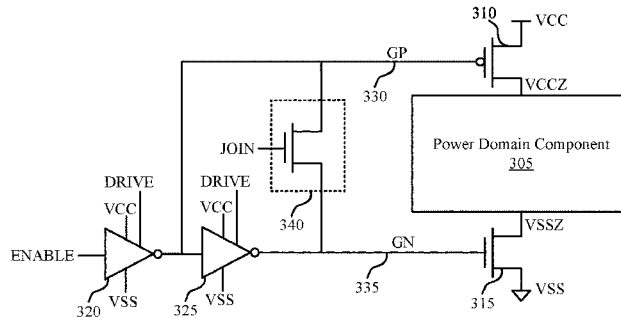 310
VCC
GP
330
VCCZ
JOIN
Power Domain Component
305
DRIVE
VCC
DRIVE
VCC
340
VSSZ
ENABLE
GN
320
VSS
325
VSS
335
315
VSS